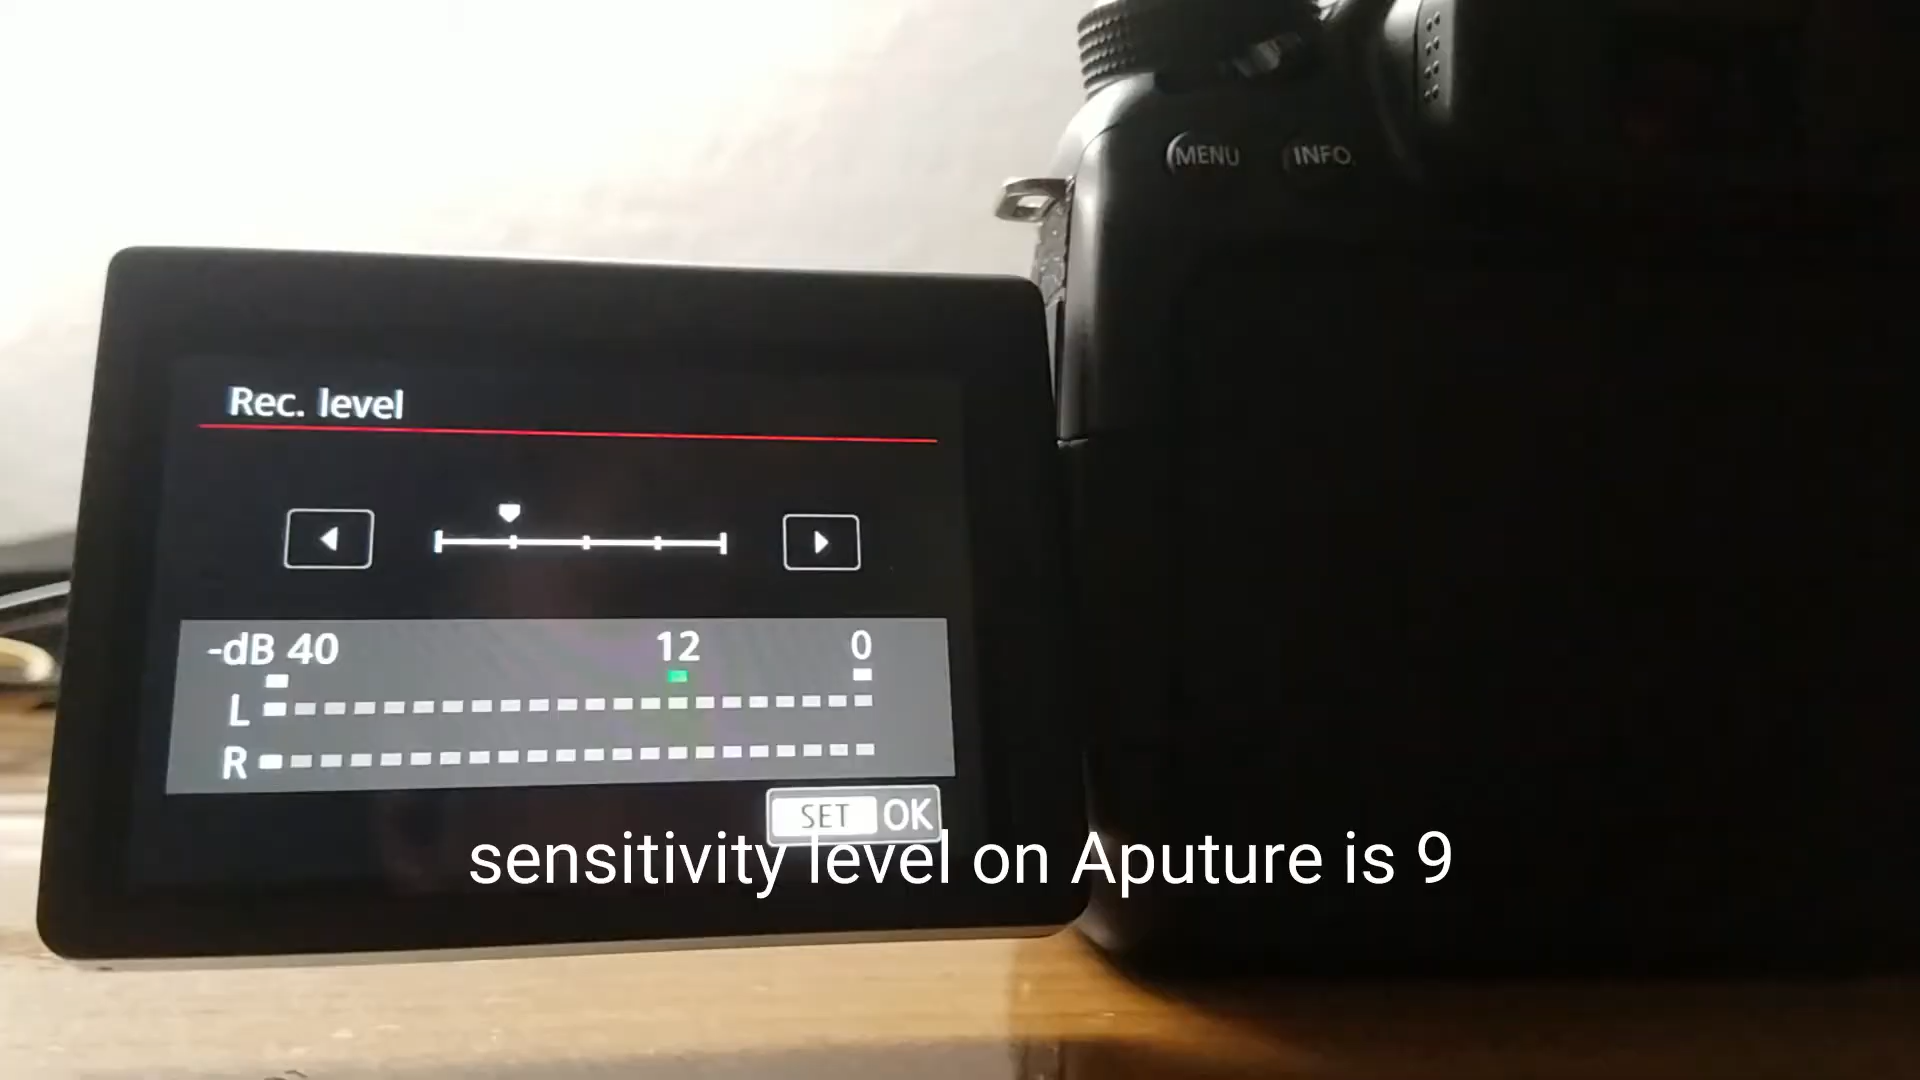 MENU INFO.
Rec. level
-dB 40 12 0
L
R
SET OK
sensitivity level on Aputure is 9